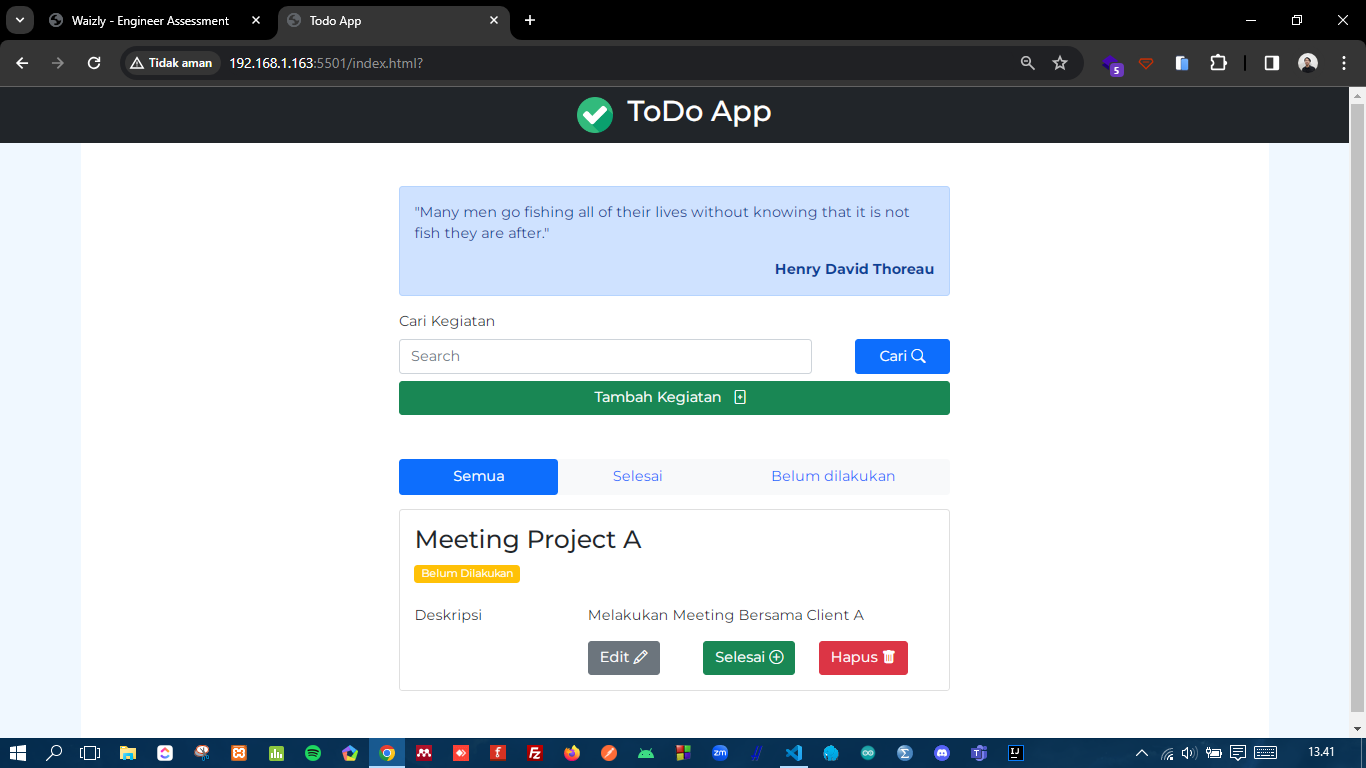 Waizly - Engineer Assessment
Todo App
Tidak aman
192.168.1.163:5501/index.html?
5
ToDo App
"Many men go fishing all of their lives without knowing that it is not
fish they are after."
Henry David Thoreau
Cari Kegiatan
Search
Cari
Tambah Kegiatan
Semua
Selesai
Belum dilakukan
Meeting Project A
Belum Dilakukan
Deskripsi
Melakukan Meeting Bersama Client A
Edit
Selesai
Hapus
zm
IJ
13.41